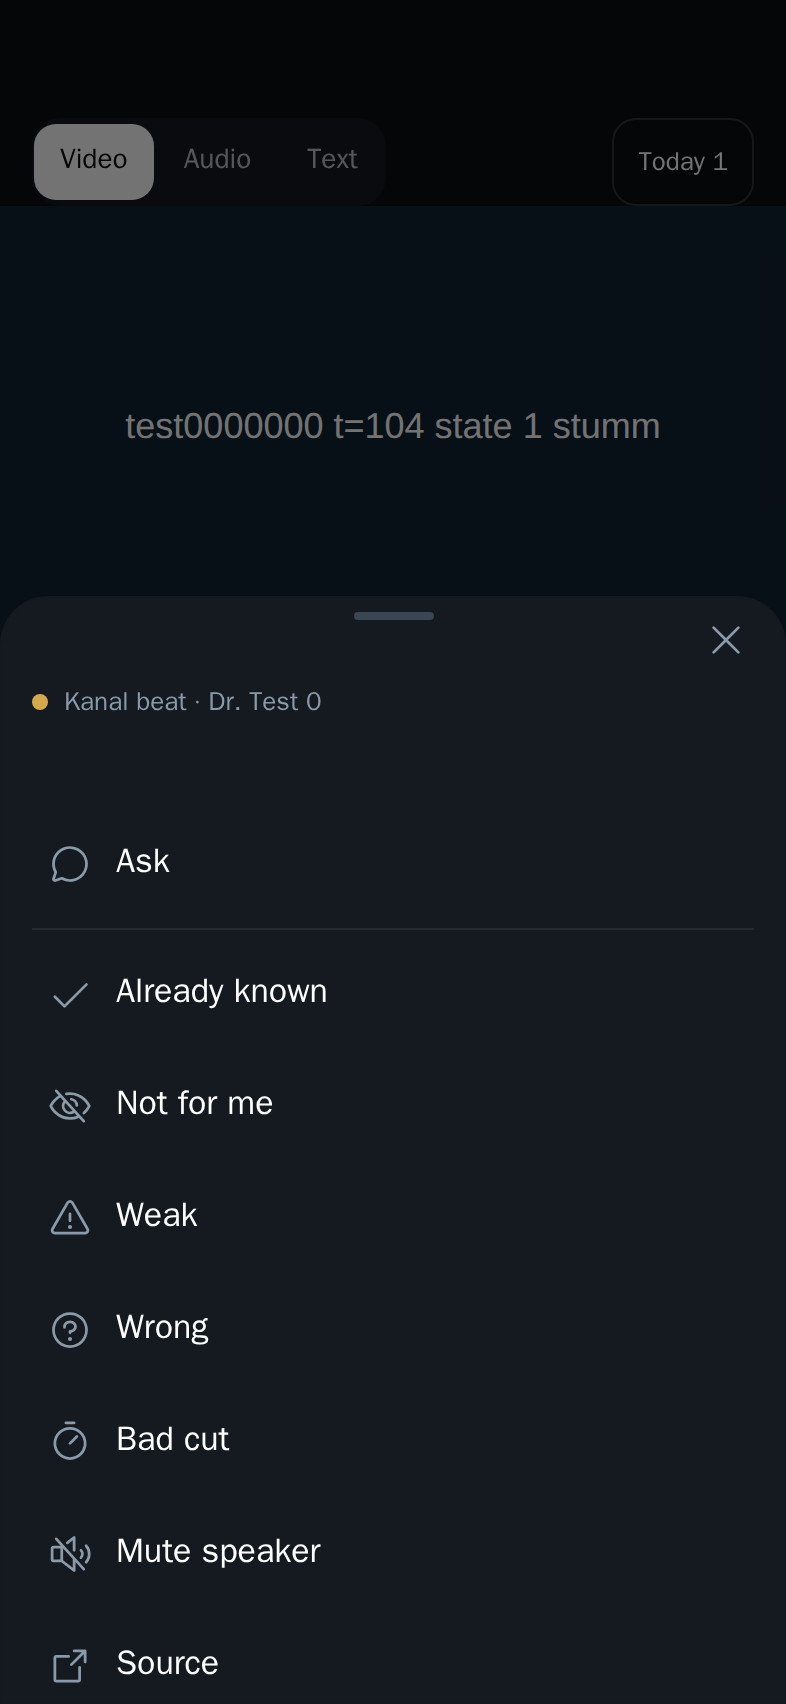 Video Audio Text Today 1
test0000000 t=104 state 1 stumm
Kanal beat · Dr. Test 0
Ask
Already known
Not for me
Weak
Wrong
Bad cut
Mute speaker
Source